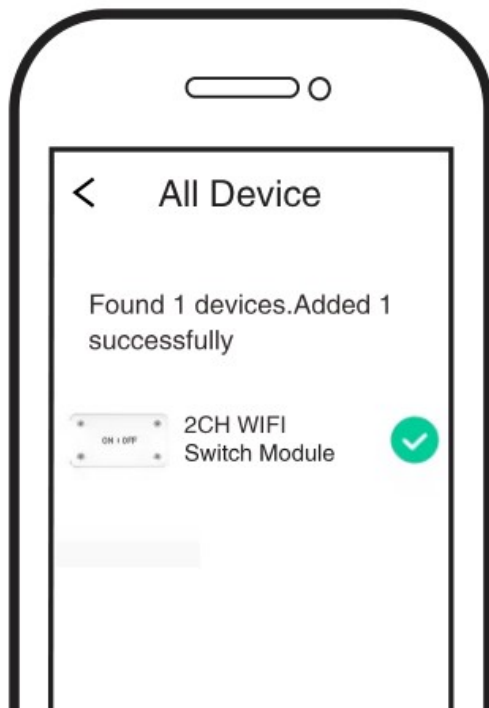 All Device
Found 1 devices.Added 1
successfully
ON I OFF
2CH WIFI
Switch Module